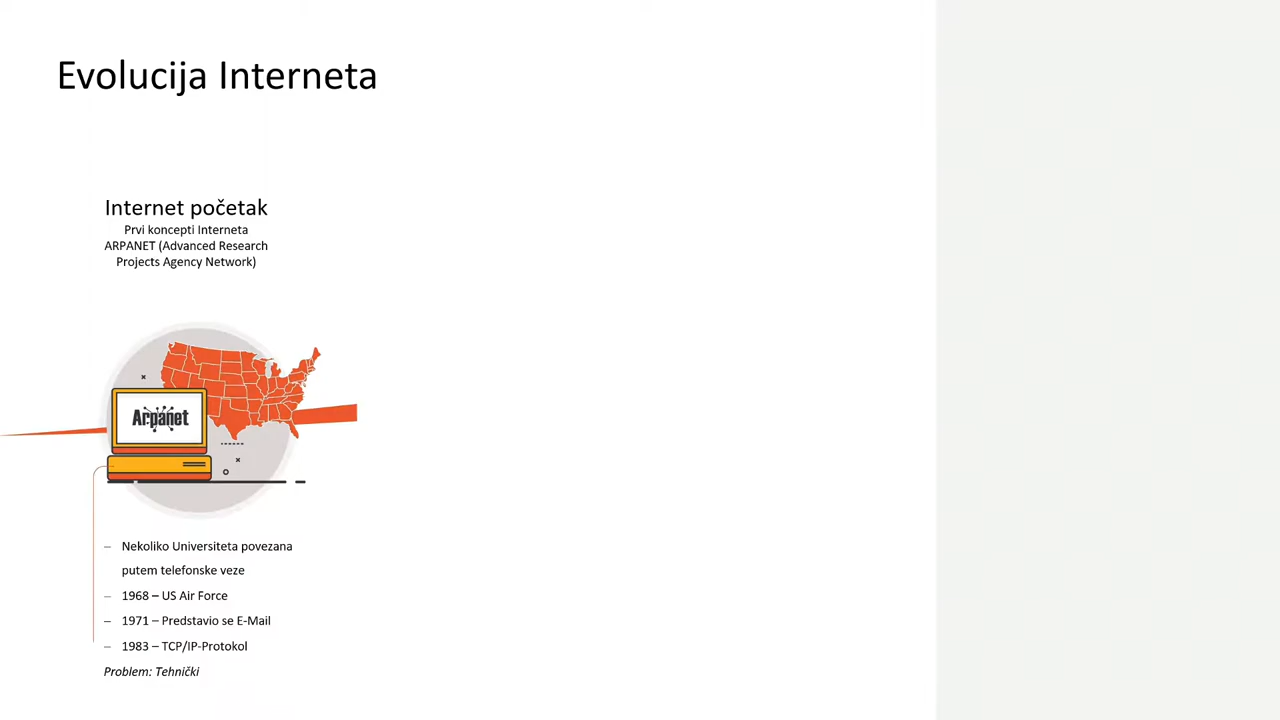 Evolucija Interneta
Internet početak
Prvi koncepti Interneta
ARPANET (Advanced Research
Projects Agency Network)
Arpanet
– Nekoliko Universiteta povezana
putem telefonske veze
– 1968 – US Air Force
– 1971 – Predstavio se E-Mail
– 1983 – TCP/IP-Protokol
Problem: Tehnički